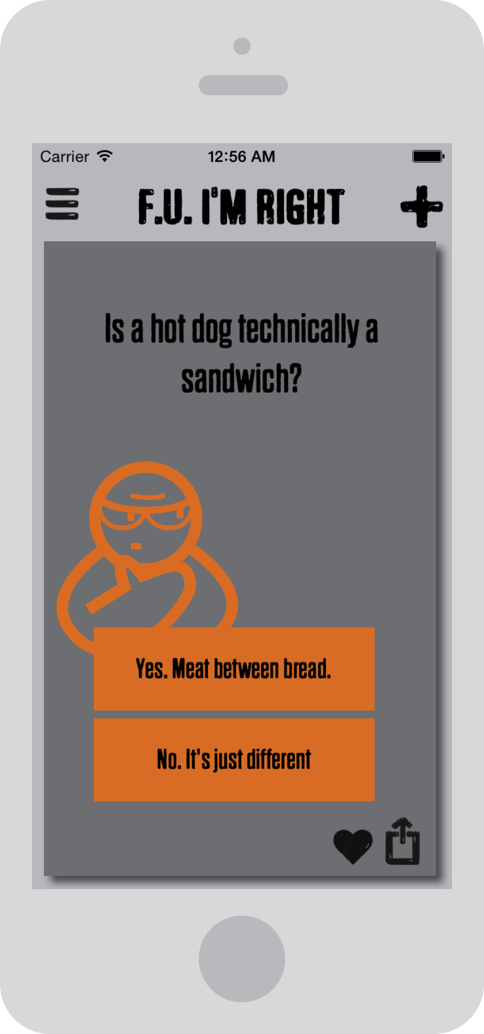 Carrier 12:56 AM
F.U. I'M RIGHT
Is a hot dog technically a
sandwich?
Yes. Meat between bread.
No. It's just different